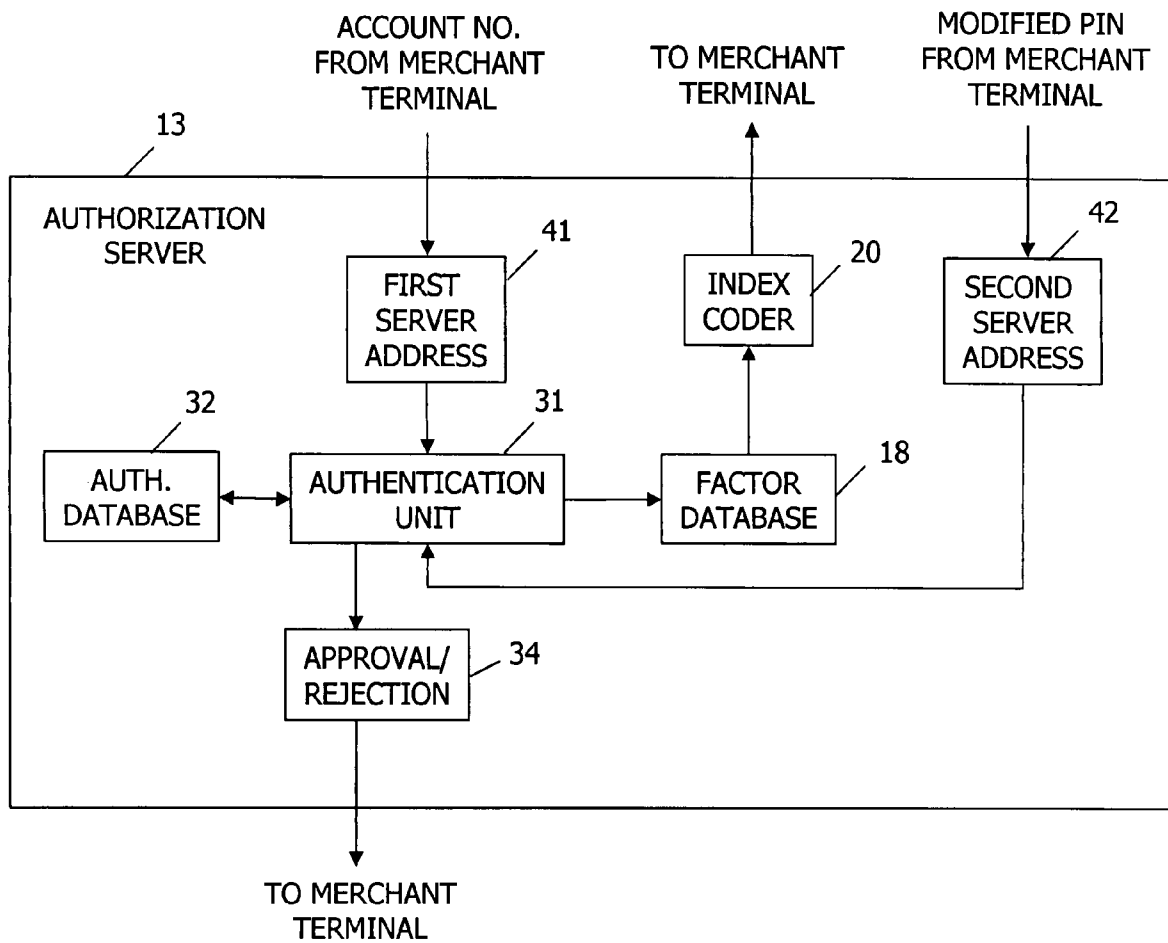 ACCOUNT NO.
FROM MERCHANT
TERMINAL
TO MERCHANT
TERMINAL
MODIFIED PIN
FROM MERCHANT
TERMINAL
13
AUTHORIZATION
SERVER
41
FIRST
SERVER
ADDRESS
20
INDEX
CODER
42
SECOND
SERVER
ADDRESS
32
AUTH.
DATABASE
31
AUTHENTICATION
UNIT
18
FACTOR
DATABASE
34
APPROVAL/
REJECTION
TO MERCHANT
TERMINAL